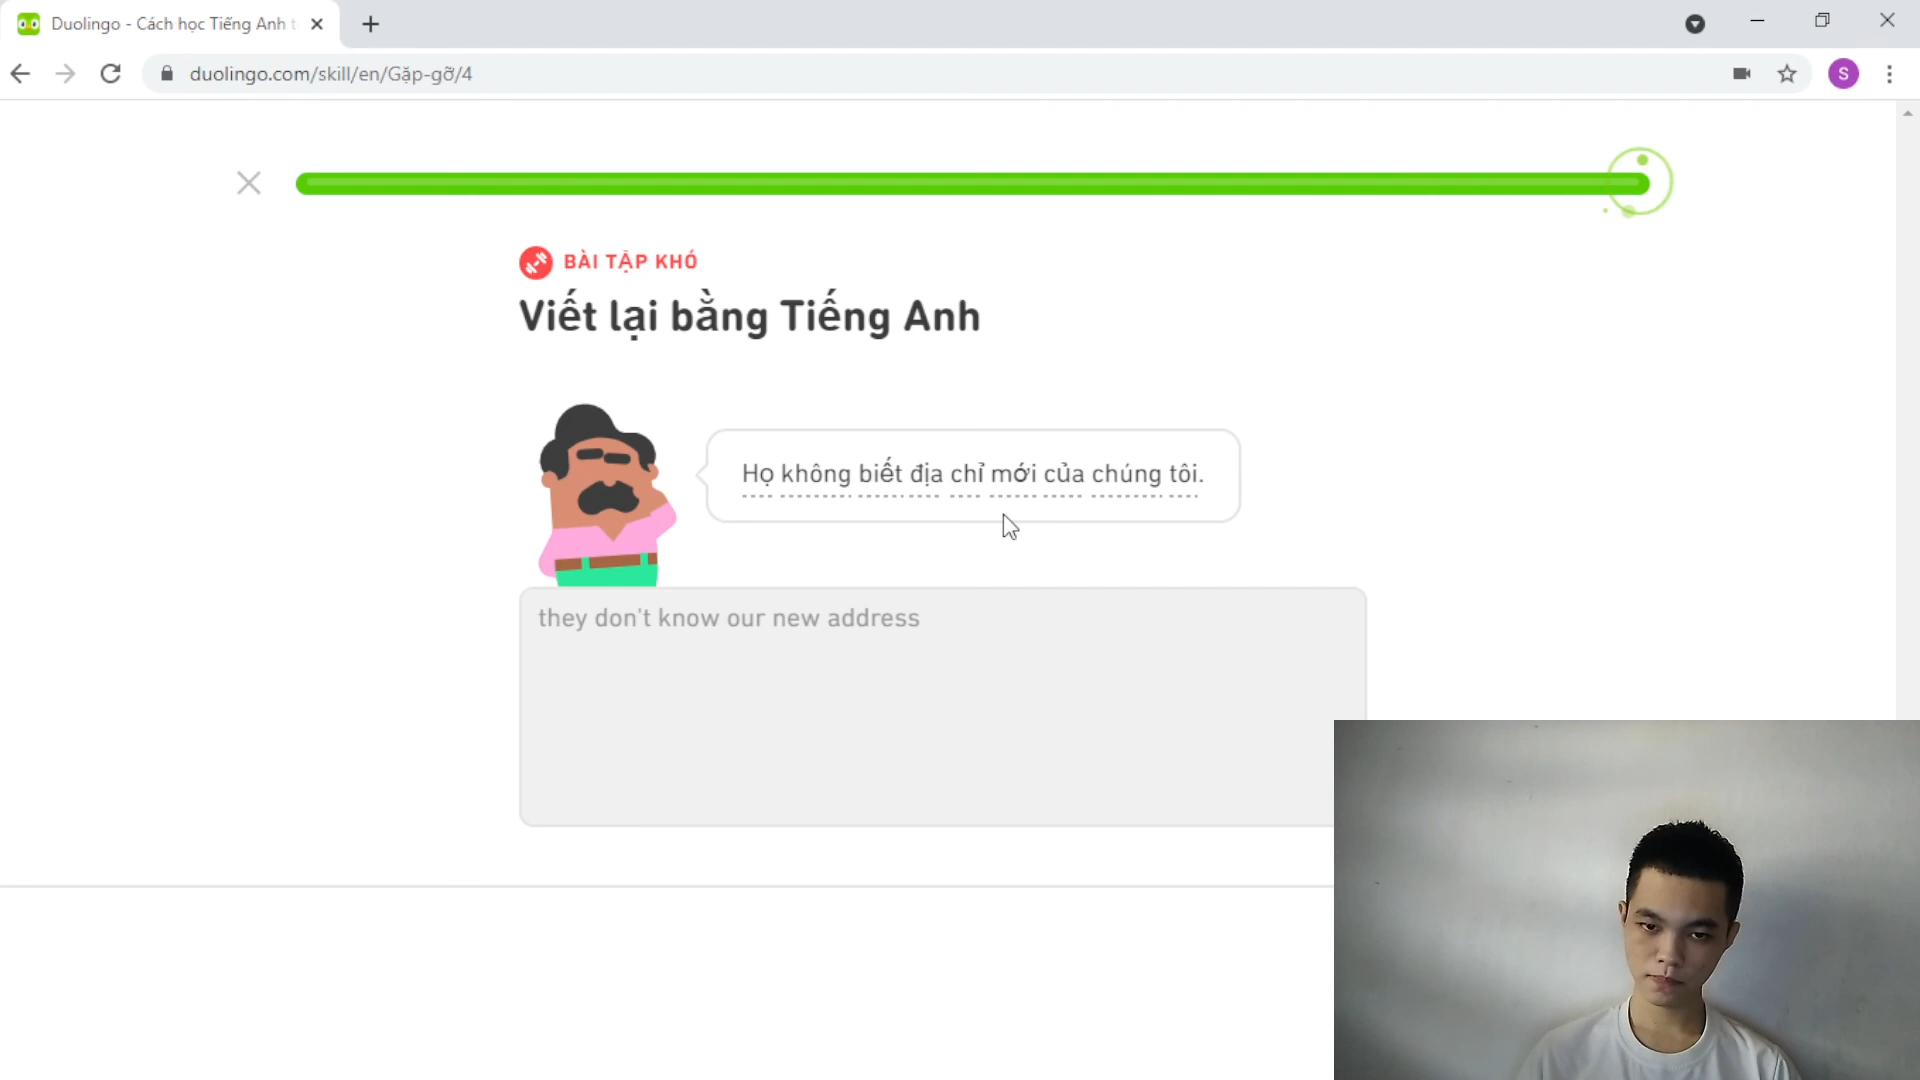 Duolingo - Cách học Tiếng Anh t
duolingo.com/skill/en/Gặp-gỡ/4
S
BÀI TẬP KHÓ
Viết lại bằng Tiếng Anh
Họ không biết địa chỉ mới của chúng tôi.
they don't know our new address